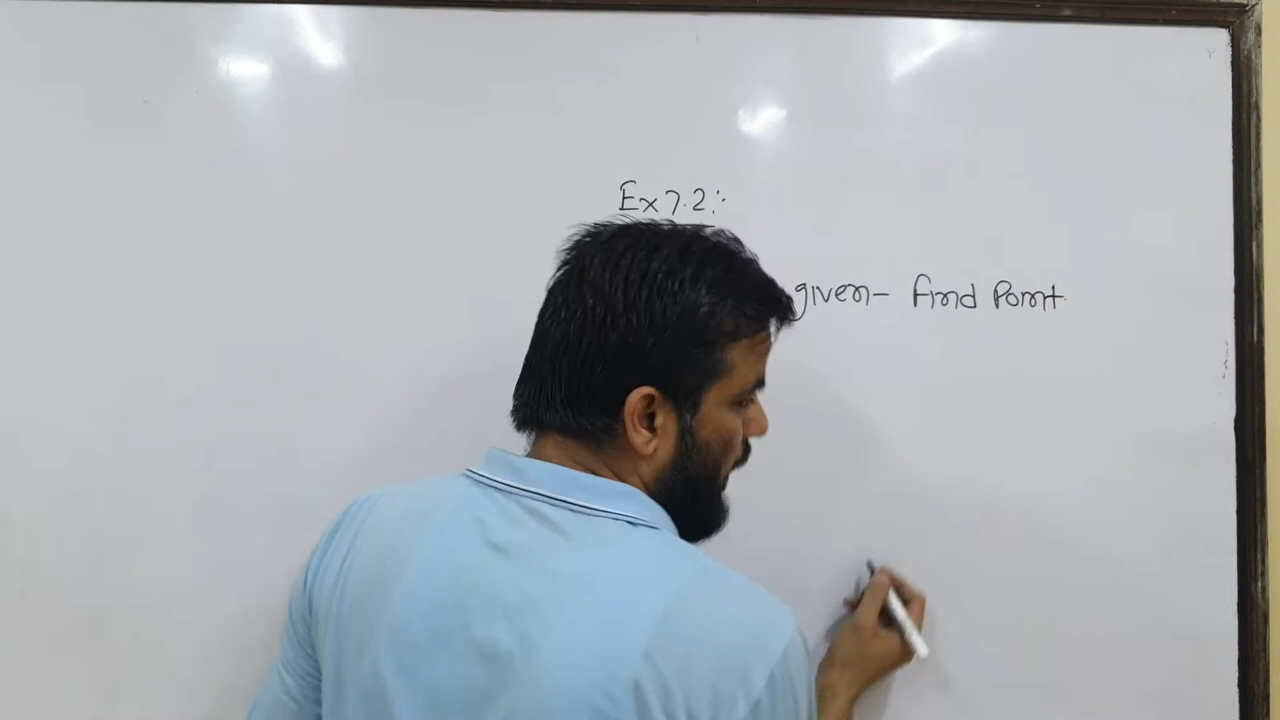 Ex 7.2:-
given- find Point.